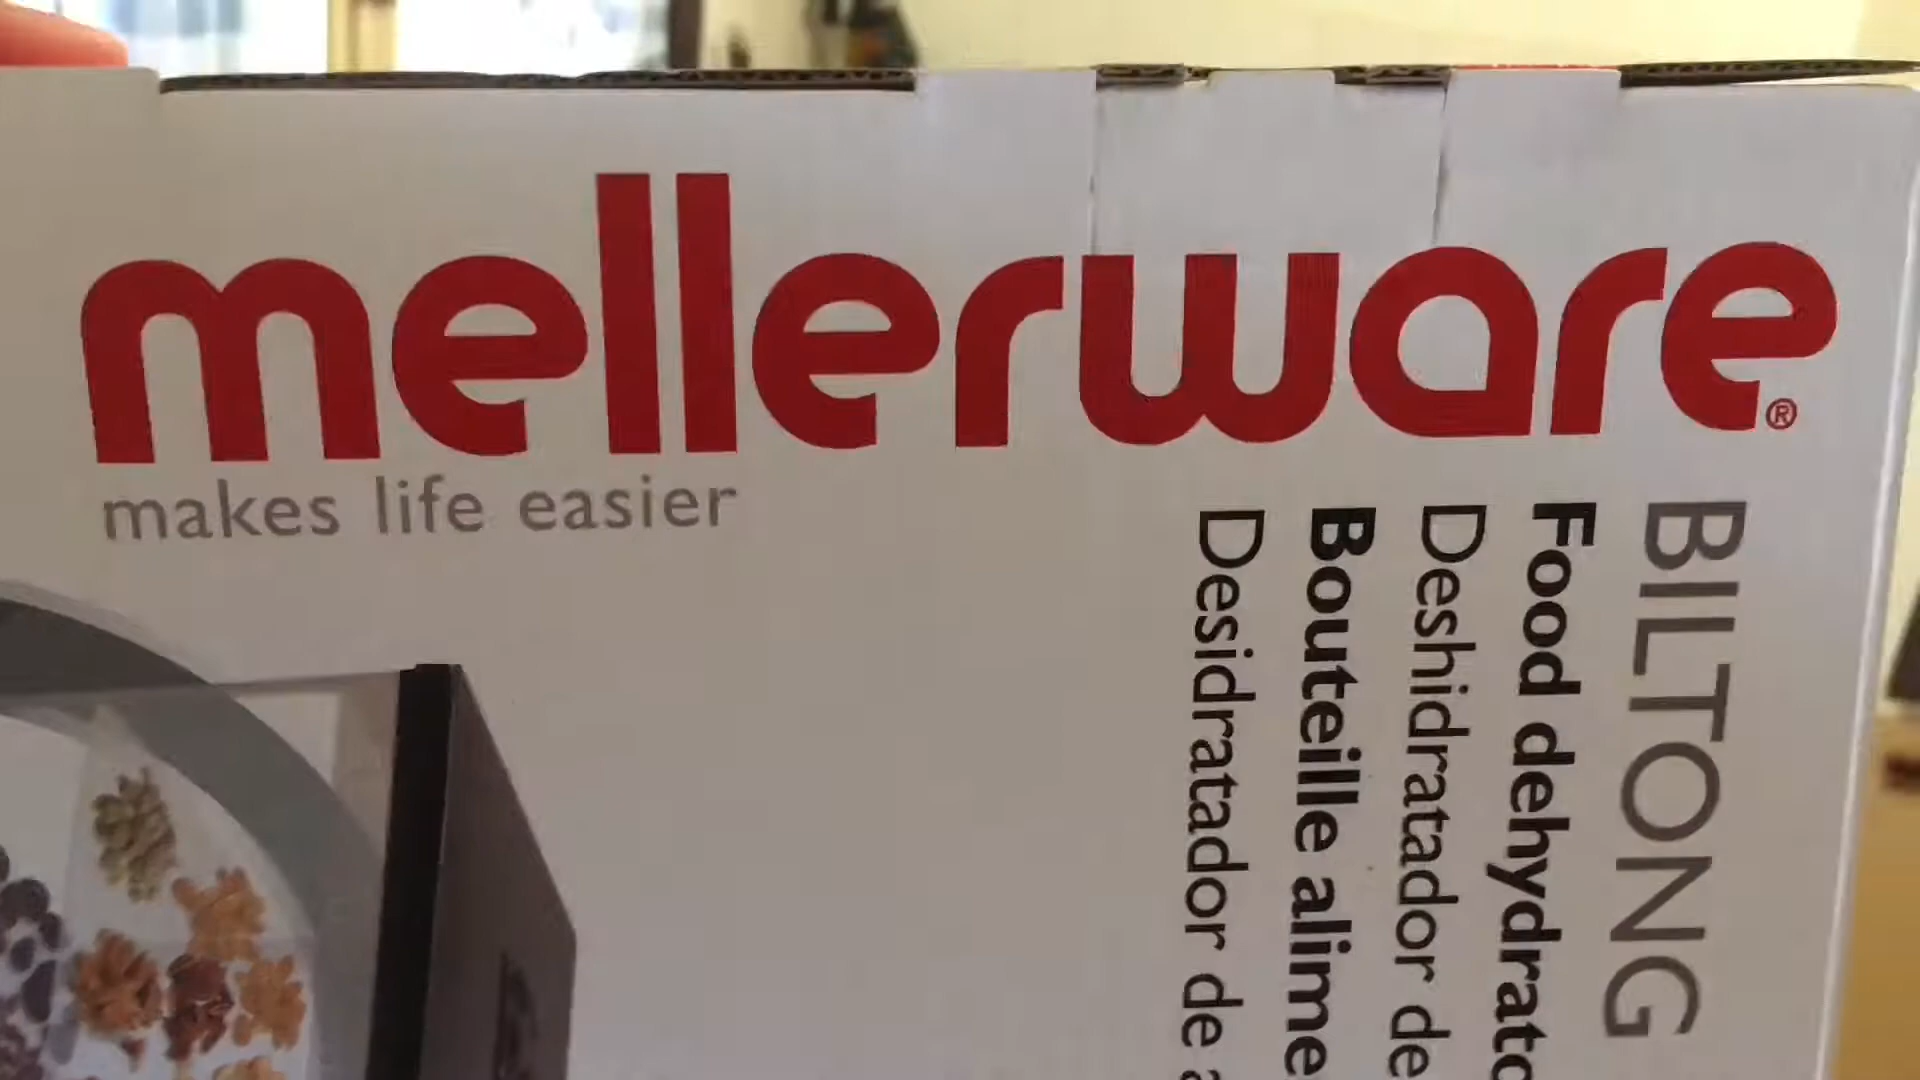 mellerware®
makes life easier
BILTONG
Food dehydrato
Deshidratador de
Bouteille alime
Desidratador de a